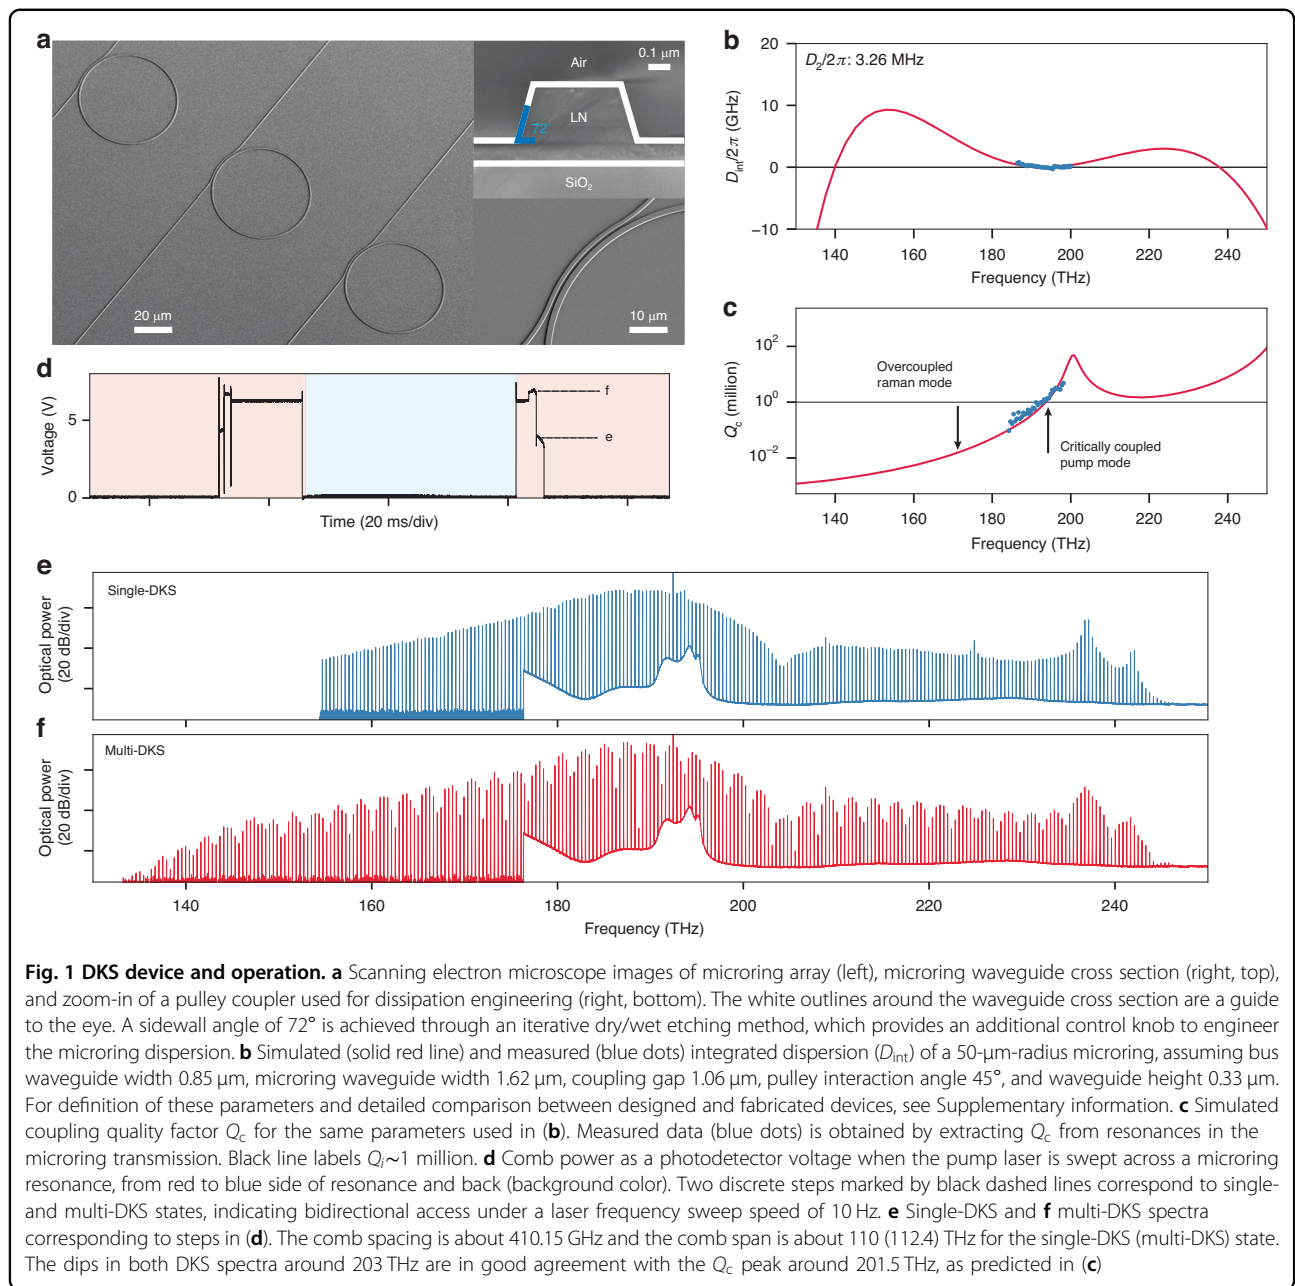 a
Air
0.1 μm
LN
72°
SiO2
20 μm
10 μm
b
D2/2π: 3.26 MHz
20
10
0
−10
Dint/2π (GHz)
140 160 180 200 220 240
Frequency (THz)
c
Overcoupled
raman mode
Critically coupled
pump mode
10^2
10^0
10^−2
Qc (million)
140 160 180 200 220 240
Frequency (THz)
d
f
e
5
0
Voltage (V)
Time (20 ms/div)
e
Single-DKS
Optical power
(20 dB/div)
f
Multi-DKS
Optical power
(20 dB/div)
140 160 180 200 220 240
Frequency (THz)
Fig. 1 DKS device and operation. a Scanning electron microscope images of microring array (left), microring waveguide cross section (right, top),
and zoom-in of a pulley coupler used for dissipation engineering (right, bottom). The white outlines around the waveguide cross section are a guide
to the eye. A sidewall angle of 72° is achieved through an iterative dry/wet etching method, which provides an additional control knob to engineer
the microring dispersion. b Simulated (solid red line) and measured (blue dots) integrated dispersion (Dint) of a 50-μm-radius microring, assuming bus
waveguide width 0.85 μm, microring waveguide width 1.62 μm, coupling gap 1.06 μm, pulley interaction angle 45°, and waveguide height 0.33 μm.
For definition of these parameters and detailed comparison between designed and fabricated devices, see Supplementary information. c Simulated
coupling quality factor Qc for the same parameters used in (b). Measured data (blue dots) is obtained by extracting Qc from resonances in the
microring transmission. Black line labels Qi~1 million. d Comb power as a photodetector voltage when the pump laser is swept across a microring
resonance, from red to blue side of resonance and back (background color). Two discrete steps marked by black dashed lines correspond to single-
and multi-DKS states, indicating bidirectional access under a laser frequency sweep speed of 10 Hz. e Single-DKS and f multi-DKS spectra
corresponding to steps in (d). The comb spacing is about 410.15 GHz and the comb span is about 110 (112.4) THz for the single-DKS (multi-DKS) state.
The dips in both DKS spectra around 203 THz are in good agreement with the Qc peak around 201.5 THz, as predicted in (c)